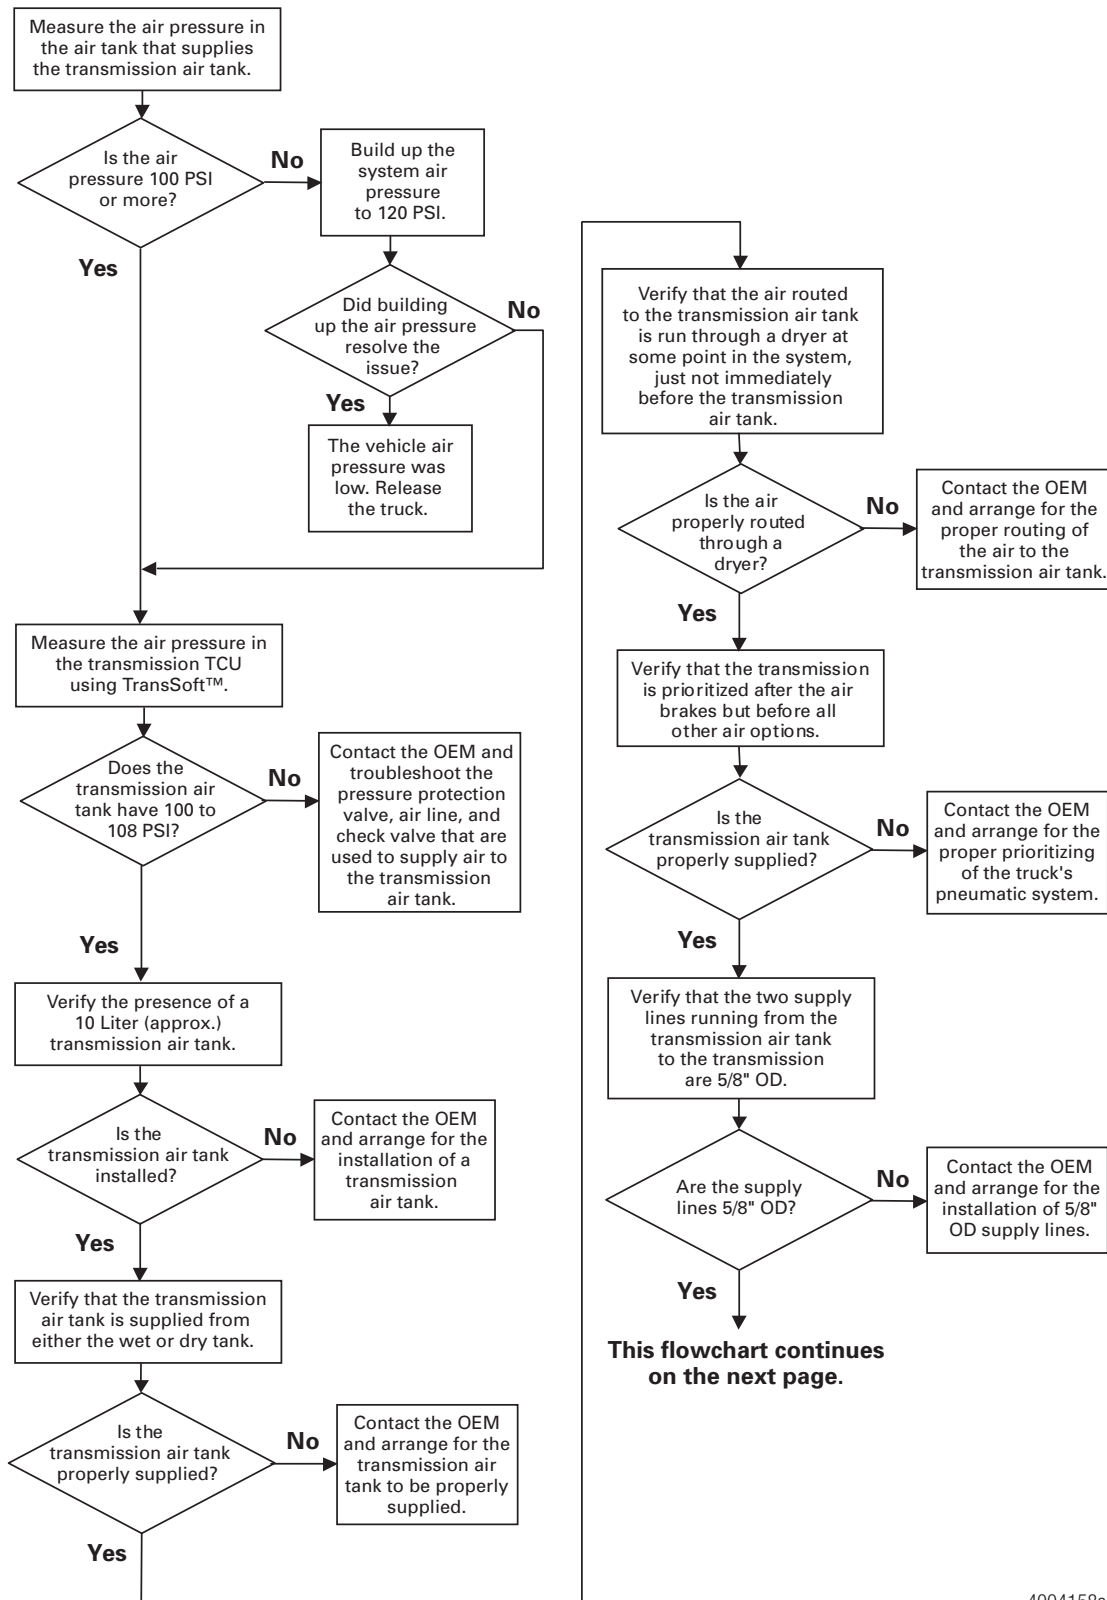 Measure the air pressure in
the air tank that supplies
the transmission air tank.
Is the air
pressure 100 PSI
or more?
No
Build up the
system air
pressure
to 120 PSI.
Yes
Did building
up the air pressure
resolve the
issue?
No
Yes
The vehicle air
pressure was
low. Release
the truck.
Measure the air pressure in
the transmission TCU
using TransSoft™.
Does the
transmission air
tank have 100 to
108 PSI?
No
Contact the OEM and
troubleshoot the
pressure protection
valve, air line, and
check valve that are
used to supply air to
the transmission
air tank.
Yes
Verify the presence of a
10 Liter (approx.)
transmission air tank.
Is the
transmission air tank
installed?
No
Contact the OEM
and arrange for the
installation of a
transmission
air tank.
Yes
Verify that the transmission
air tank is supplied from
either the wet or dry tank.
Is the
transmission air tank
properly supplied?
No
Contact the OEM
and arrange for the
transmission air
tank to be properly
supplied.
Yes
Verify that the air routed
to the transmission air tank
is run through a dryer at
some point in the system,
just not immediately
before the transmission
air tank.
Is the air
properly routed
through a
dryer?
No
Contact the OEM
and arrange for the
proper routing of
the air to the
transmission air tank.
Yes
Verify that the transmission
is prioritized after the air
brakes but before all
other air options.
Is the
transmission air tank
properly supplied?
No
Contact the OEM
and arrange for the
proper prioritizing
of the truck's
pneumatic system.
Yes
Verify that the two supply
lines running from the
transmission air tank
to the transmission
are 5/8" OD.
Are the supply
lines 5/8" OD?
No
Contact the OEM
and arrange for the
installation of 5/8"
OD supply lines.
Yes
This flowchart continues
on the next page.